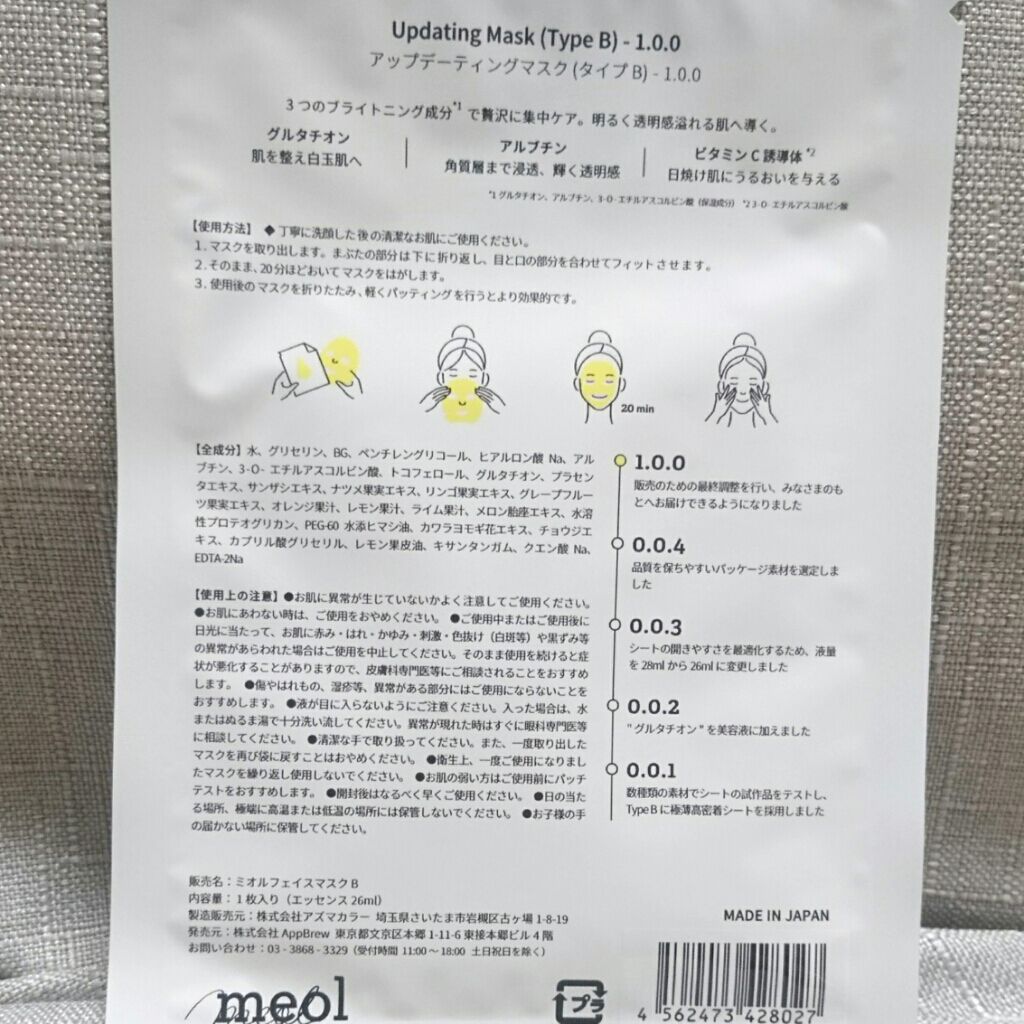 Updating Mask (Type B) - 1.0.0
アップデーティングマスク (タイプ B) - 1.0.0
3つのブライトニング成分*1で贅沢に集中ケア。明るく透明感溢れる肌へ導く。
グルタチオン
肌を整え白玉肌へ
アルブチン
角質層まで浸透、輝く透明感
ビタミンC誘導体*2
日焼け肌にうるおいを与える
*1 グルタチオン、アルブチン、3-O- エチルアスコルビン酸（保湿成分） *2 3-O- エチルアスコルビン酸
【使用方法】 ◆丁寧に洗顔した後の清潔なお肌にご使用ください。
1. マスクを取り出します。まぶたの部分は下に折り返し、目と口の部分を合わせてフィットさせます。
2. そのまま、20分ほどおいてマスクをはがします。
3. 使用後のマスクを折りたたみ、軽くパッティングを行うとより効果的です。
20 min
【全成分】水、グリセリン、BG、ペンチレングリコール、ヒアルロン酸 Na、アル
ブチン、3-O- エチルアスコルビン酸、トコフェロール、グルタチオン、プラセン
タエキス、サンザシエキス、ナツメ果実エキス、リンゴ果実エキス、グレープフルー
ツ果実エキス、オレンジ果汁、レモン果汁、ライム果汁、メロン胎座エキス、水溶
性プロテオグリカン、PEG-60 水添ヒマシ油、カワラヨモギ花エキス、チョウジエ
キス、カプリル酸グリセリル、レモン果皮油、キサンタンガム、クエン酸 Na、
EDTA-2Na
【使用上の注意】●お肌に異常が生じていないかよく注意してご使用ください。
●お肌にあわない時は、ご使用をおやめください。 ●ご使用中またはご使用後に
日光に当たって、お肌に赤み・はれ・かゆみ・刺激・色抜け（白斑等）や黒ずみ等
の異常があらわれた場合はご使用を中止してください。そのまま使用を続けると症
状が悪化することがありますので、皮膚科専門医等にご相談されることをおすすめ
します。 ●傷やはれもの、湿疹等、異常がある部分にはご使用にならないことを
おすすめします。 ●液が目に入らないようにご注意ください。入った場合は、水
またはぬるま湯で十分洗い流してください。異常が現れた時はすぐに眼科専門医等
に相談してください。 ●清潔な手で取り扱ってください。また、一度取り出した
マスクを再び袋に戻すことはおやめください。 ●衛生上、一度ご使用になりまし
たマスクを繰り返し使用しないでください。 ●お肌の弱い方はご使用前にパッチ
テストをおすすめします。 ●開封後はなるべく早くご使用ください。 ●日の当た
る場所、極端に高温または低温の場所には保管しないでください。 ●お子様の手
の届かない場所に保管してください。
1.0.0
販売のための最終調整を行い、みなさまのも
とへお届けできるようになりました
0.0.4
品質を保ちやすいパッケージ素材を選定しま
した
0.0.3
シートの開きやすさを最適化するため、液量
を 28ml から 26ml に変更しました
0.0.2
" グルタチオン " を美容液に加えました
0.0.1
数種類の素材でシートの試作品をテストし、
Type B に極薄高密着シートを採用しました
販売名：ミオルフェイスマスク B
内容量：1枚入り（エッセンス 26ml）
製造販売元：株式会社アズマカラー 埼玉県さいたま市岩槻区古ヶ場 1-8-19
発売元：株式会社 AppBrew 東京都文京区本郷 1-11-6 東接本郷ビル 4 階
お問い合わせ：03 - 3868 - 3329（受付時間 11:00～18:00 土日祝日を除く）
MADE IN JAPAN
meol
プラ
4 562473 428027